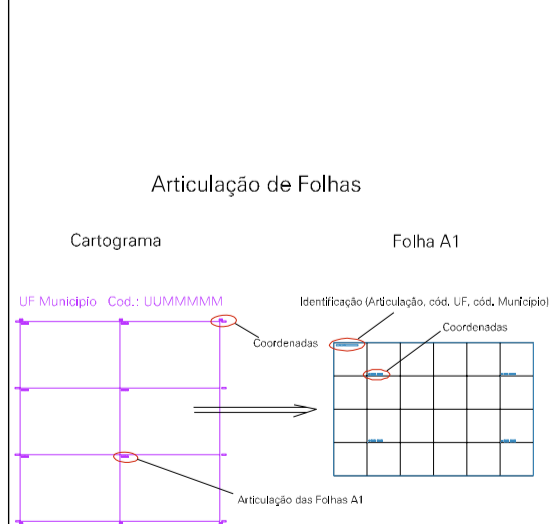 Articulação de Folhas
Cartograma
Folha A1
UF Município Cod.: UUMMMMM
Identificação (Articulação, cód. UF, cód. Município)
Coordenadas
Coordenadas
Articulação das Folhas A1